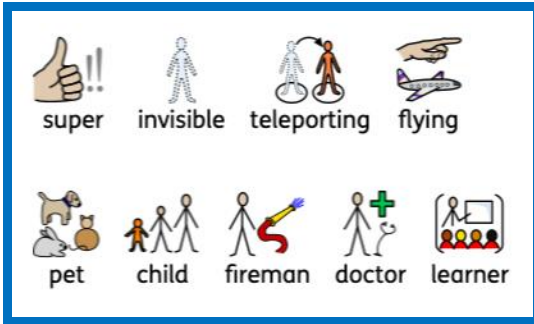 super invisible teleporting flying
pet child fireman doctor learner